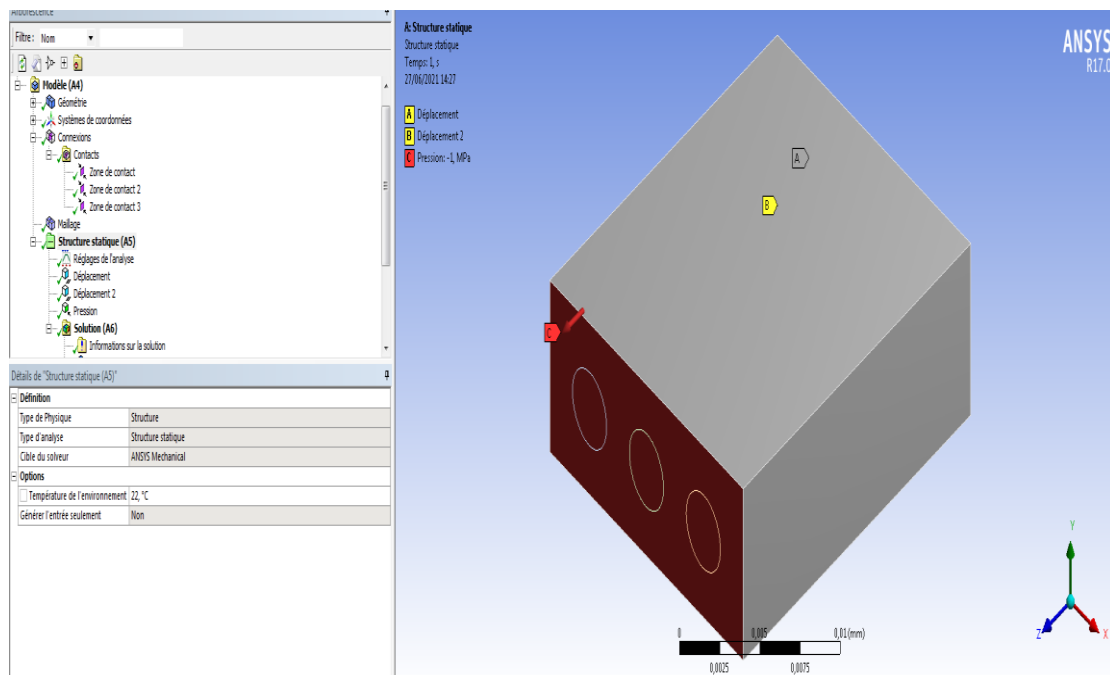 Arborescence
Filtre: Nom
Modèle (A4)
Géométrie
Systèmes de coordonnées
Connexions
Contacts
Zone de contact
Zone de contact 2
Zone de contact 3
Maillage
Structure statique (A5)
Réglages de l'analyse
Déplacement
Déplacement 2
Pression
Solution (A6)
Informations sur la solution
Détails de "Structure statique (A5)"
Définition
Type de Physique Structure
Type d'analyse Structure statique
Cible du solveur ANSYS Mechanical
Options
Température de l'environnement 22, °C
Générer l'entrée seulement Non
A: Structure statique
Structure statique
Temps: 1, s
27/06/2021 14:27
A Déplacement
B Déplacement 2
C Pression: -1, MPa
ANSYS
R17.0
A
B
C
0 0,005 0,01 (mm)
0,0025 0,0075
Y
Z X